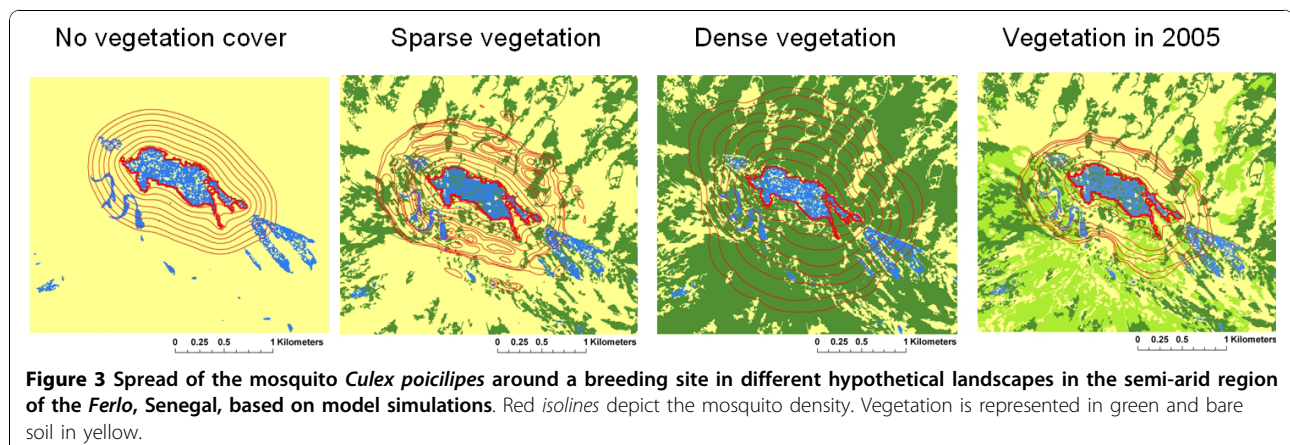 No vegetation cover Sparse vegetation Dense vegetation Vegetation in 2005
0 0.25 0.5 1 Kilometers 0 0.25 0.5 1 Kilometers 0 0.25 0.5 1 Kilometers 0 0.25 0.5 1 Kilometers
Figure 3 Spread of the mosquito Culex poicilipes around a breeding site in different hypothetical landscapes in the semi-arid region
of the Ferlo, Senegal, based on model simulations. Red isolines depict the mosquito density. Vegetation is represented in green and bare
soil in yellow.